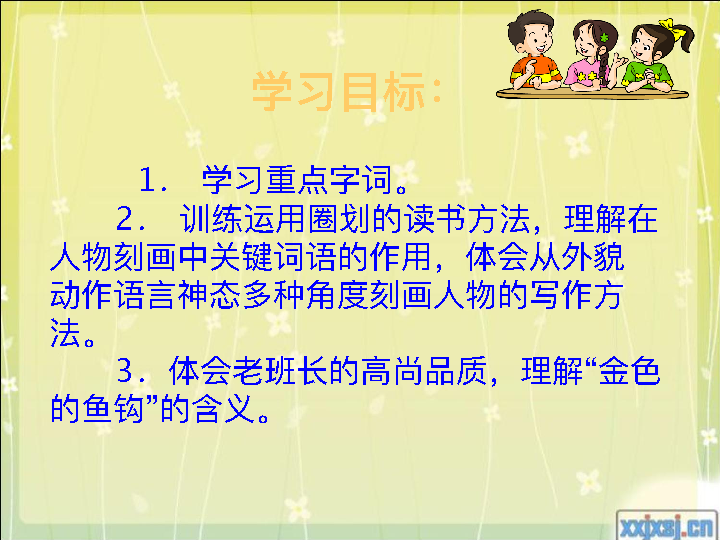 学习目标：
1. 学习重点字词。
2. 训练运用圈划的读书方法，理解在
人物刻画中关键词语的作用，体会从外貌
动作语言神态多种角度刻画人物的写作方
法。
3. 体会老班长的高尚品质，理解“金色
的鱼钩”的含义。
xxjxsj.cn